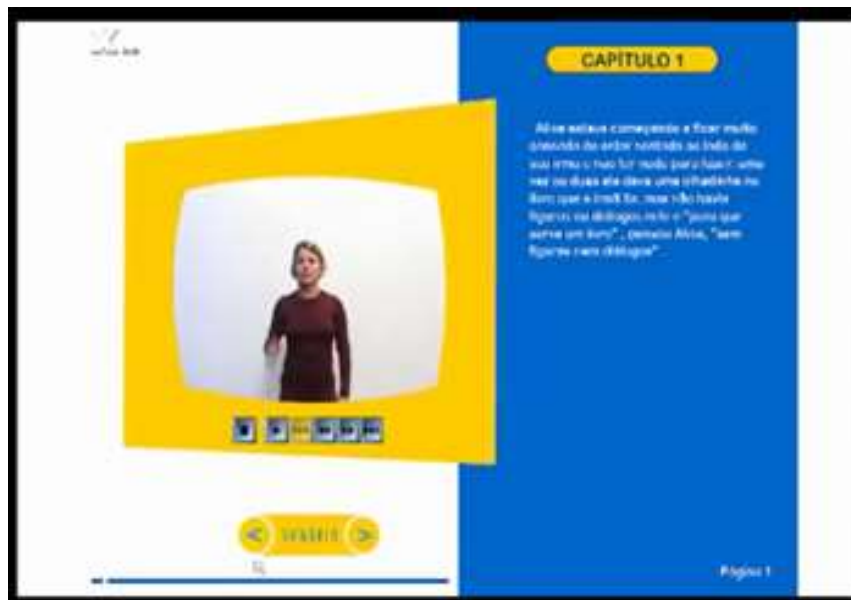 CAPÍTULO 1
Alice estava começando a ficar muito
cansada de estar sentada ao lado de
sua irmã e não ter nada para fazer: uma
vez ou duas ela dava uma olhadinha no
livro que a irmã lia, mas não havia
figuras ou diálogos nele e "para que
serve um livro", pensou Alice, "sem
figuras nem diálogos"
Página 1